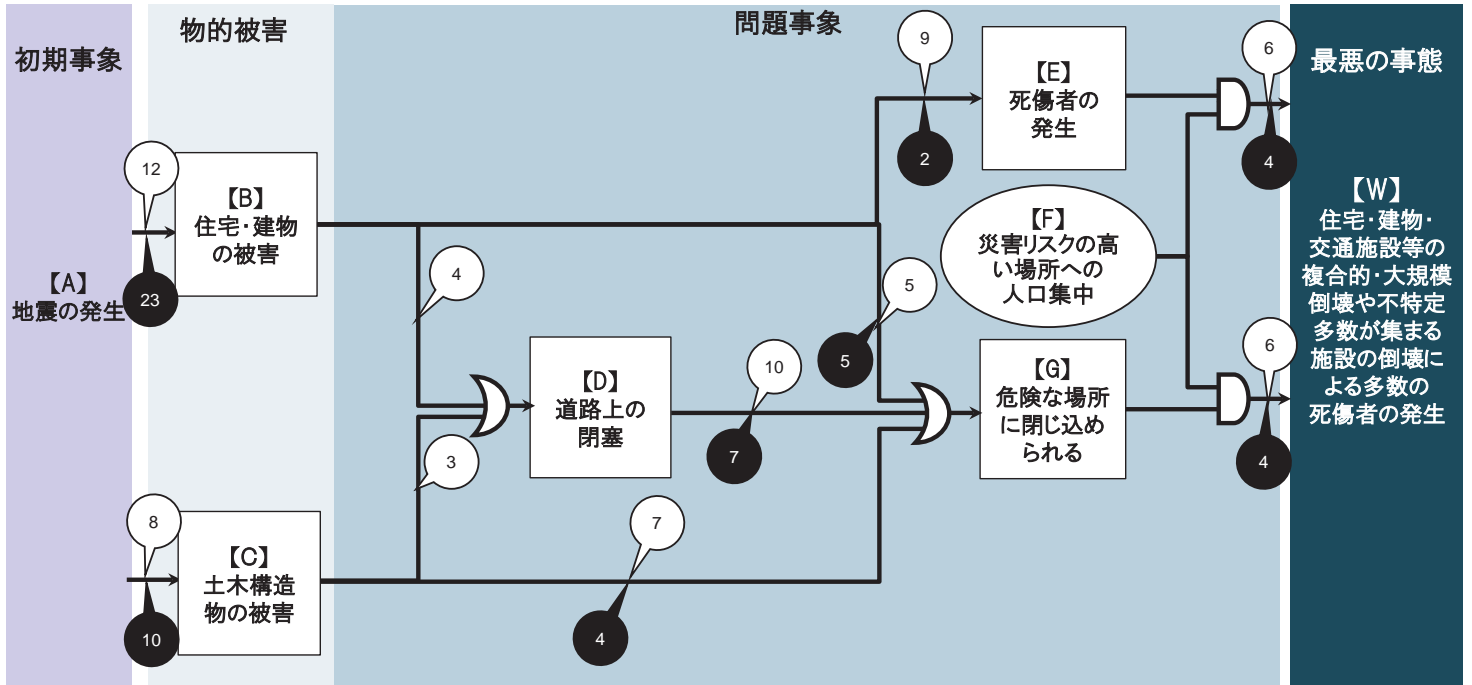 初期事象
物的被害
問題事象
最悪の事態
【A】
地震の発生
12
23
【B】
住宅・建物
の被害
8
10
【C】
土木構造
物の被害
4
3
【D】
道路上の
閉塞
10
7
7
4
9
2
5
5
【E】
死傷者の
発生
【F】
災害リスクの高
い場所への
人口集中
【G】
危険な場所
に閉じ込め
られる
6
4
6
4
【W】
住宅・建物・
交通施設等の
複合的・大規模
倒壊や不特定
多数が集まる
施設の倒壊に
よる多数の
死傷者の発生